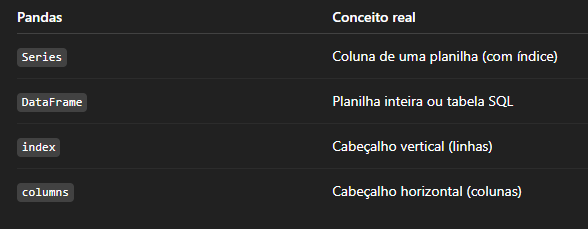 Pandas Conceito real
Series Coluna de uma planilha (com índice)
DataFrame Planilha inteira ou tabela SQL
index Cabeçalho vertical (linhas)
columns Cabeçalho horizontal (colunas)